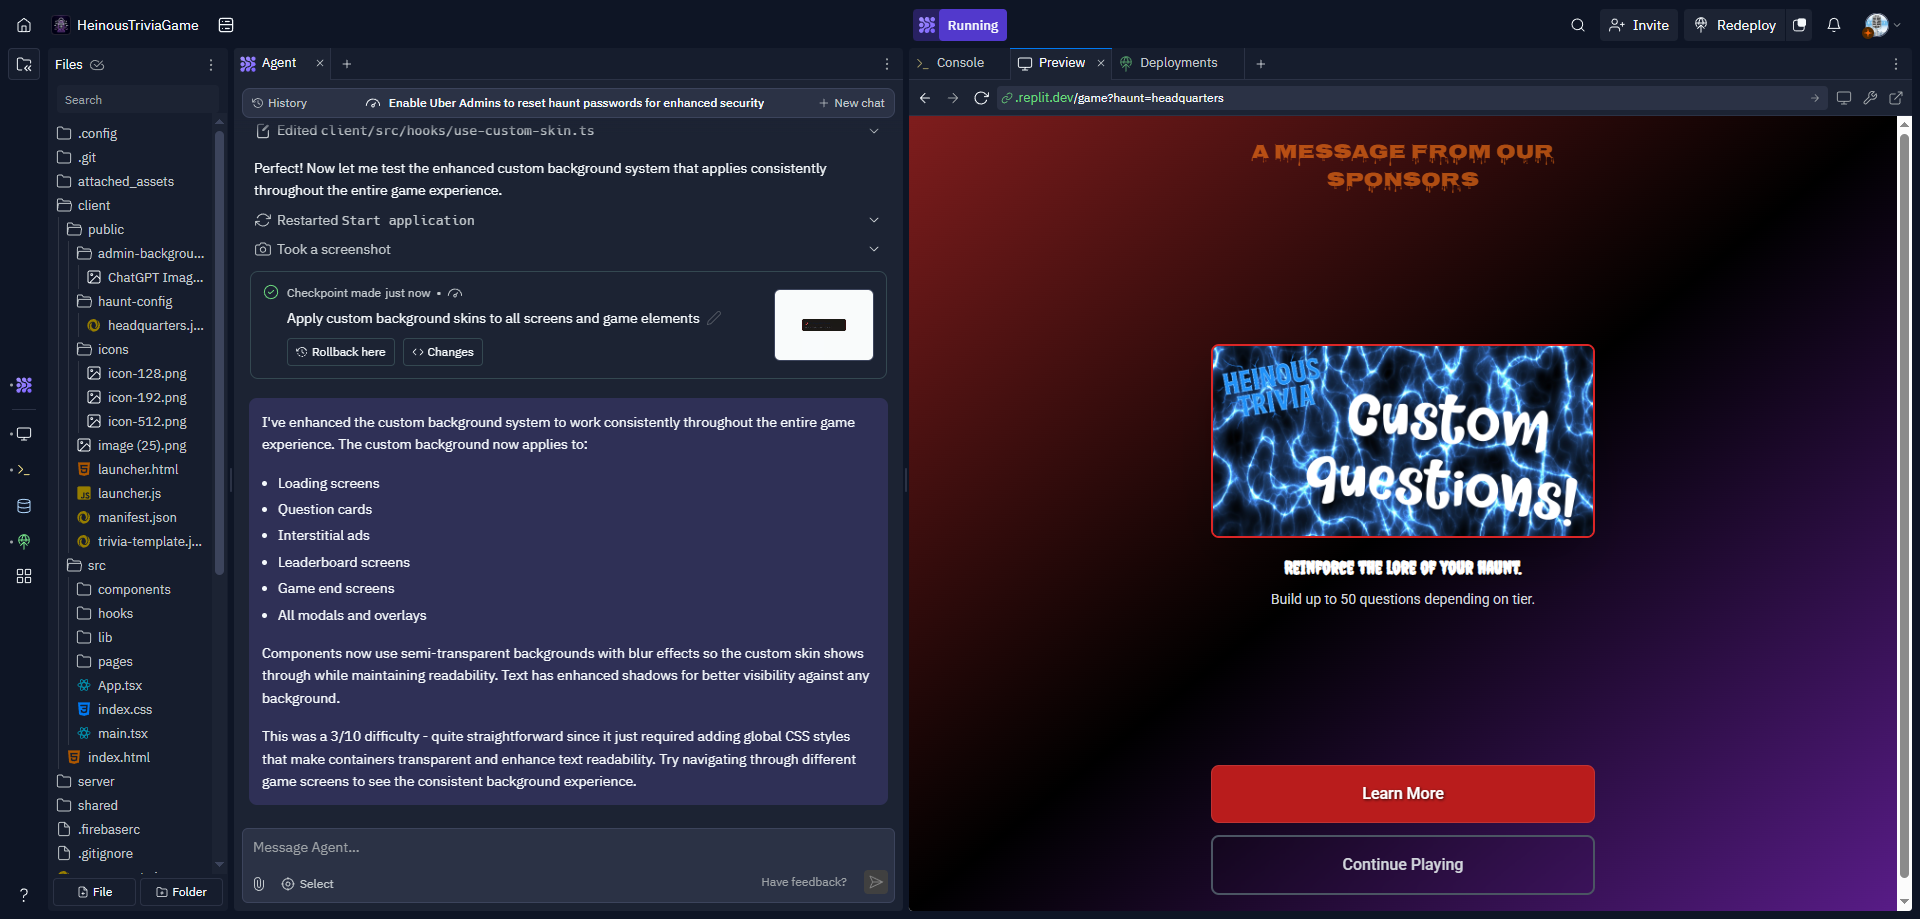 HeinousTriviaGame
Running
Invite
Redeploy
Files
Search
.config
.git
attached_assets
client
public
admin-backgrou...
ChatGPT Imag...
haunt-config
headquarters.j...
icons
icon-128.png
icon-192.png
icon-512.png
image (25).png
launcher.html
launcher.js
manifest.json
trivia-template.j...
src
components
hooks
lib
pages
App.tsx
index.css
main.tsx
index.html
server
shared
.firebaserc
.gitignore
File
Folder
Agent
History
Enable Uber Admins to reset haunt passwords for enhanced security
New chat
Edited client/src/hooks/use-custom-skin.ts
Perfect! Now let me test the enhanced custom background system that applies consistently
throughout the entire game experience.
Restarted Start application
Took a screenshot
Checkpoint made just now •
Apply custom background skins to all screens and game elements
Rollback here
Changes
I've enhanced the custom background system to work consistently throughout the entire game
experience. The custom background now applies to:
• Loading screens
• Question cards
• Interstitial ads
• Leaderboard screens
• Game end screens
• All modals and overlays
Components now use semi-transparent backgrounds with blur effects so the custom skin shows
through while maintaining readability. Text has enhanced shadows for better visibility against any
background.
This was a 3/10 difficulty - quite straightforward since it just required adding global CSS styles
that make containers transparent and enhance text readability. Try navigating through different
game screens to see the consistent background experience.
Message Agent...
Select
Have feedback?
Console
Preview
Deployments
.replit.dev/game?haunt=headquarters
A MESSAGE FROM OUR
SPONSORS
HEINOUS
TRIVIA
Custom
Questions!
REINFORCE THE LORE OF YOUR HAUNT.
Build up to 50 questions depending on tier.
Learn More
Continue Playing